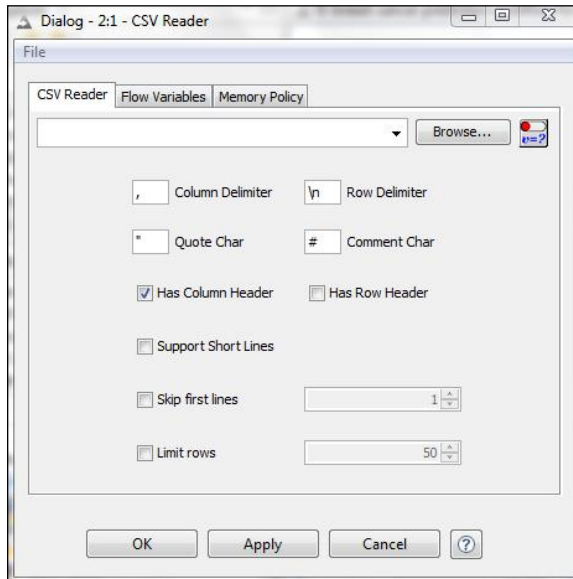 Dialog - 2:1 - CSV Reader
File
CSV Reader Flow Variables Memory Policy
Browse... v=?
, Column Delimiter \n Row Delimiter
" Quote Char # Comment Char
Has Column Header Has Row Header
Support Short Lines
Skip first lines 1
Limit rows 50
OK Apply Cancel ?